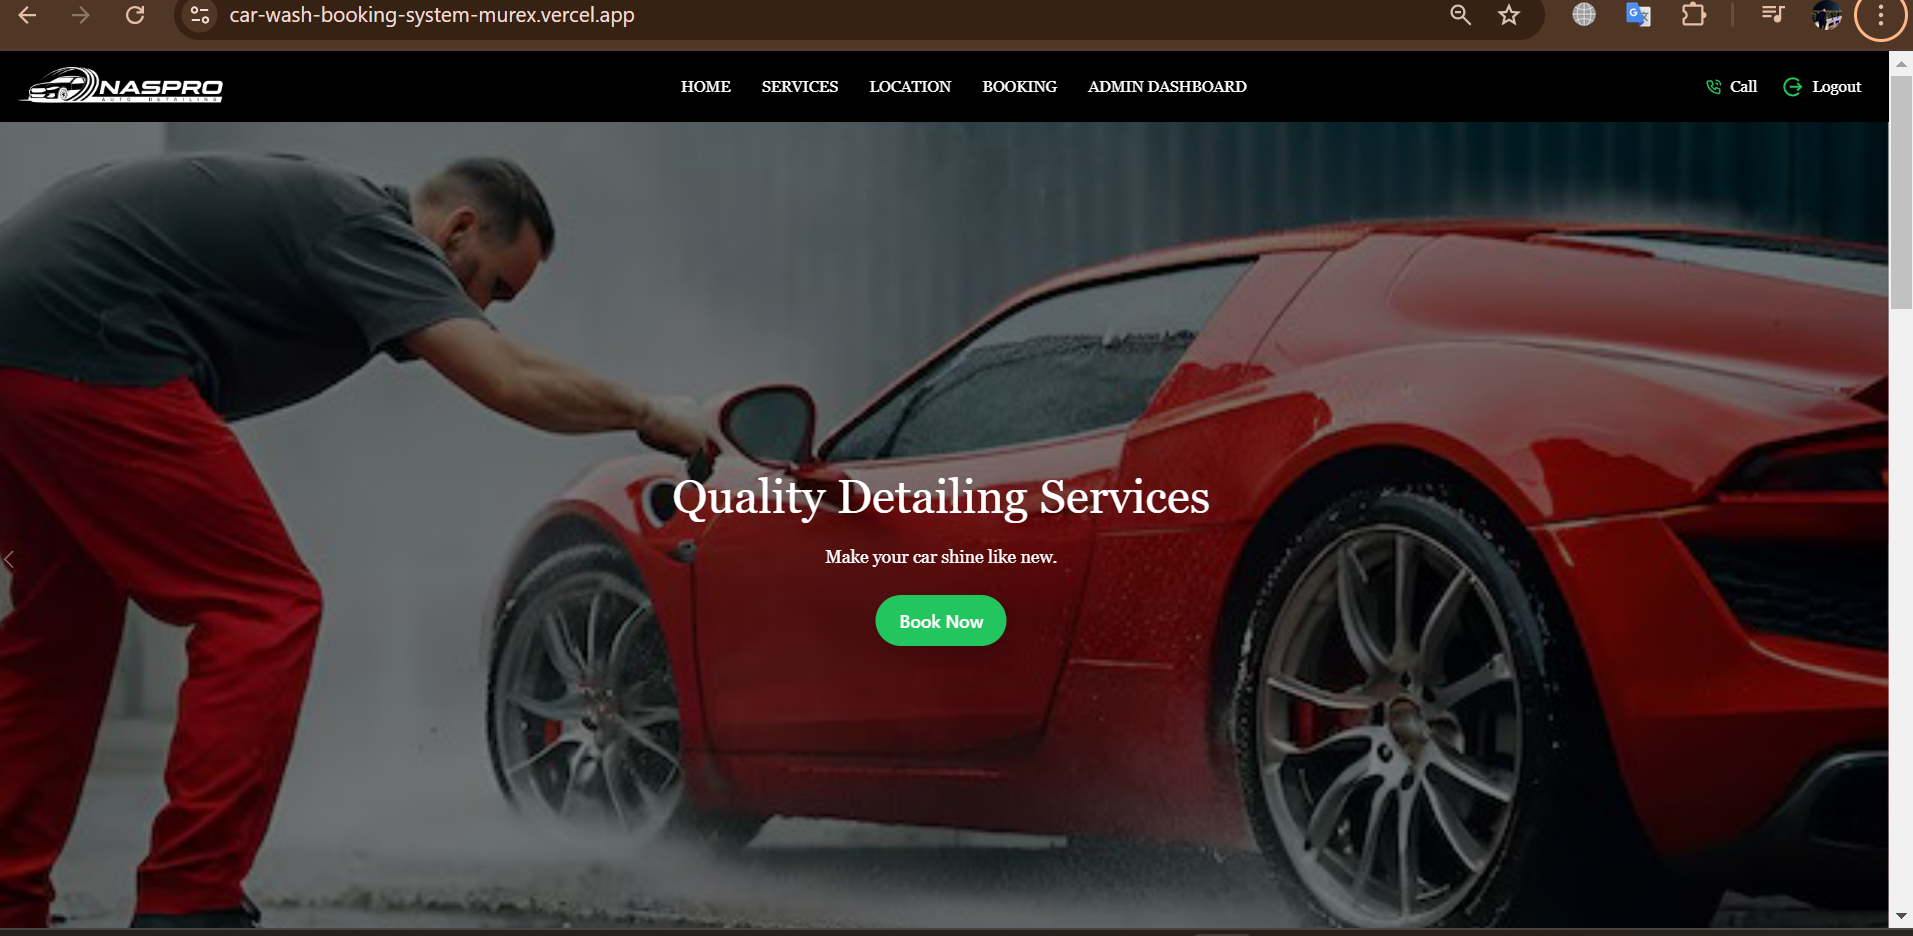 car-wash-booking-system-murex.vercel.app
NASPRO
AUTO DETAILING
HOME SERVICES LOCATION BOOKING ADMIN DASHBOARD
Call Logout
Quality Detailing Services
Make your car shine like new.
Book Now